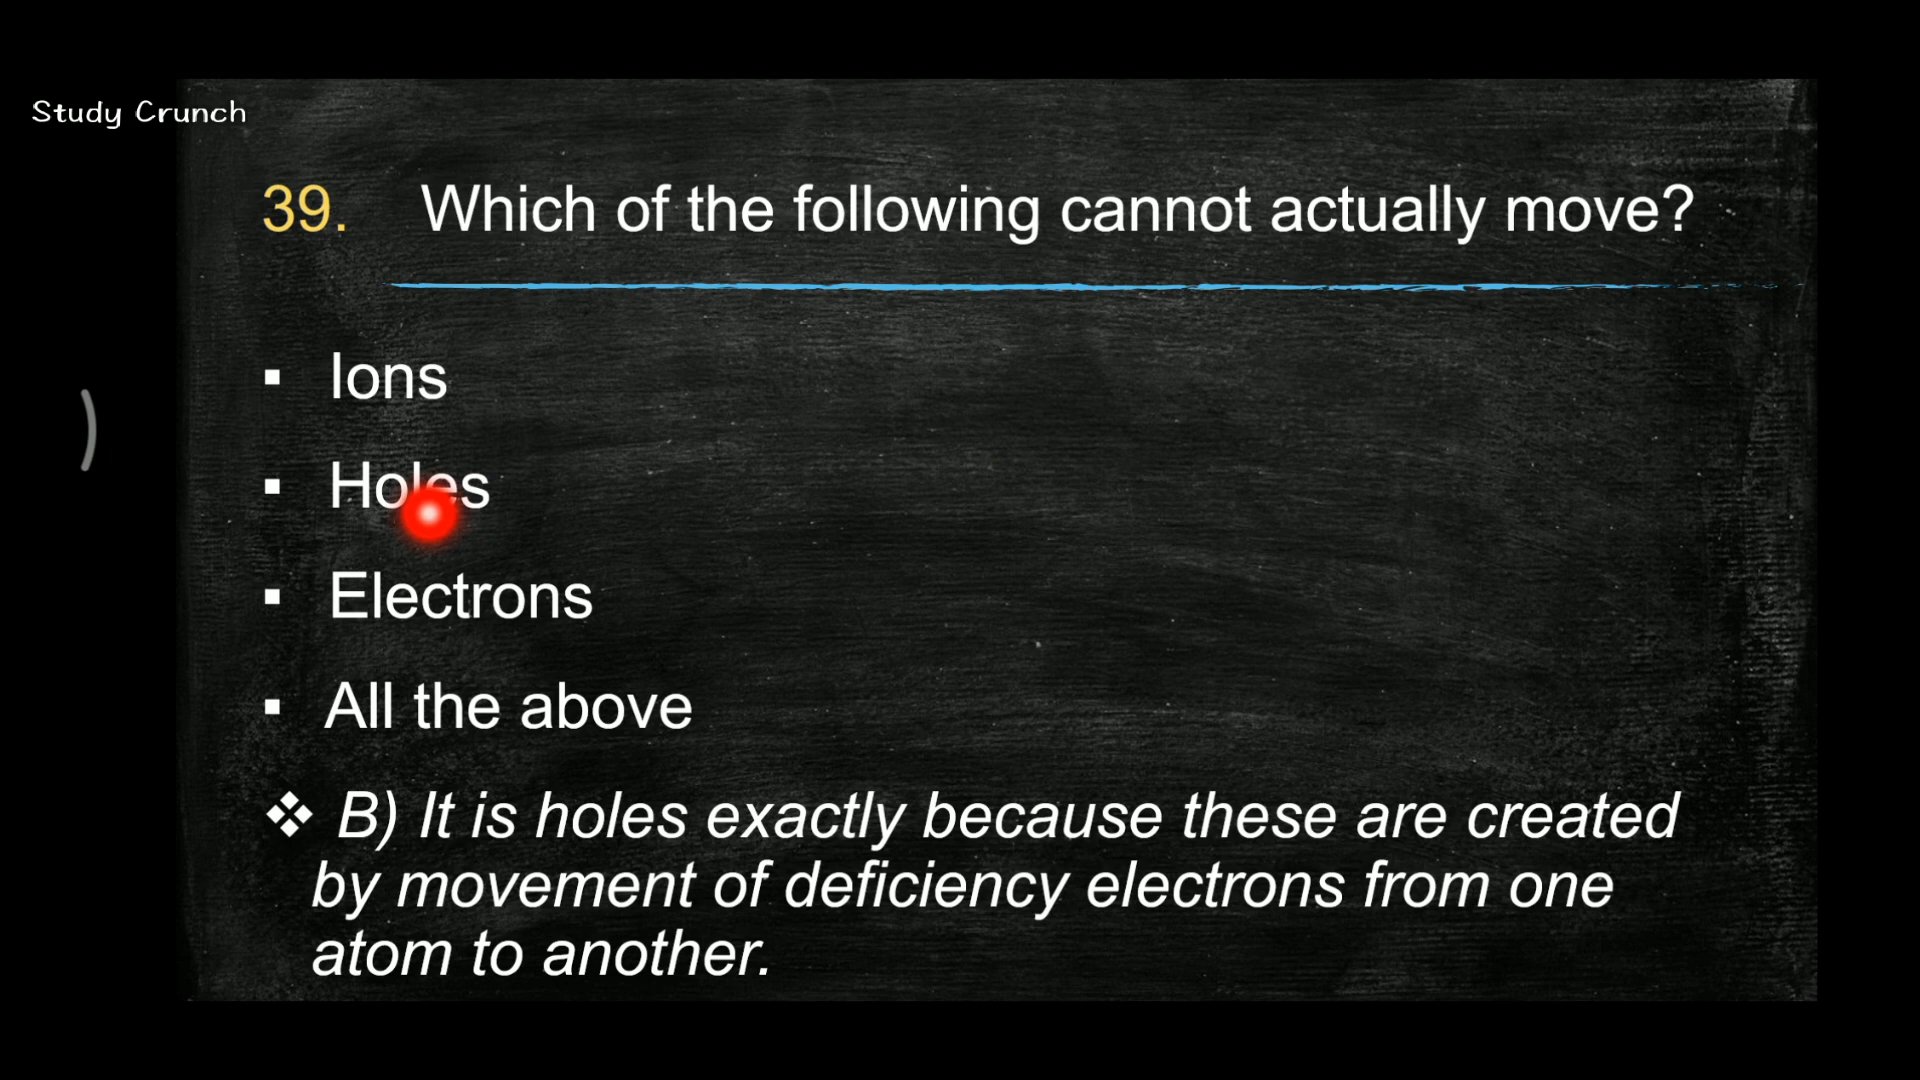 Study Crunch
39. Which of the following cannot actually move?
▪ Ions
▪ Holes
▪ Electrons
▪ All the above
❖ B) It is holes exactly because these are created
by movement of deficiency electrons from one
atom to another.